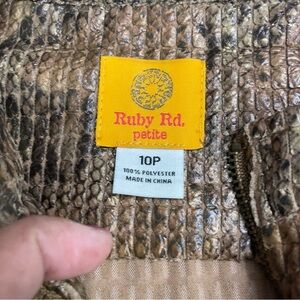 Ruby Rd.
petite
10P
100% POLYESTER
MADE IN CHINA